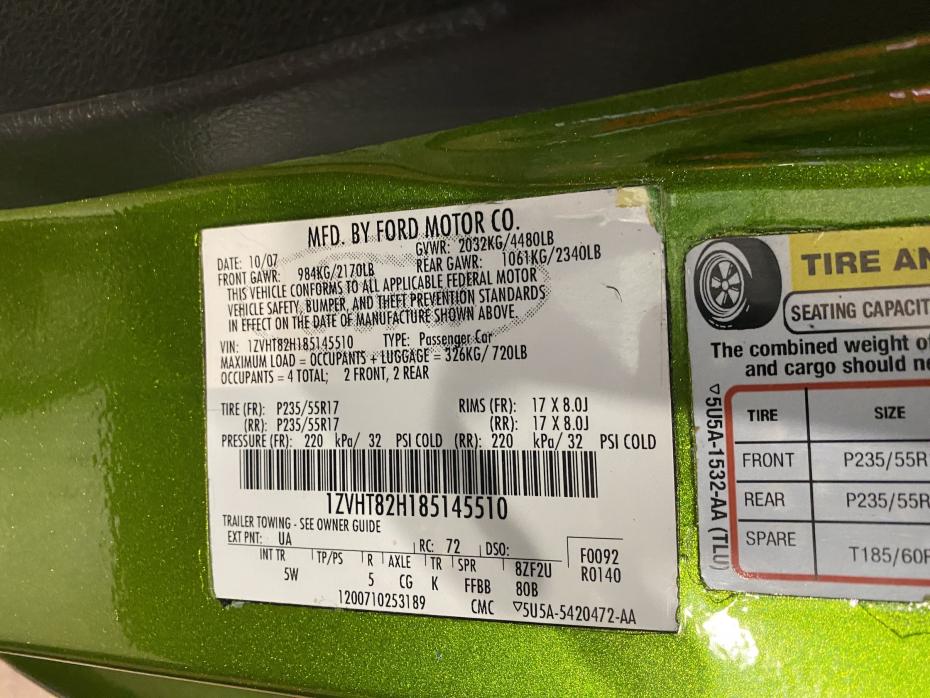 MFD. BY FORD MOTOR CO.
DATE: 10/07 GVWR: 2032KG/4480LB
FRONT GAWR: 984KG/2170LB REAR GAWR: 1061KG/2340LB
THIS VEHICLE CONFORMS TO ALL APPLICABLE FEDERAL MOTOR
VEHICLE SAFETY, BUMPER, AND THEFT PREVENTION STANDARDS
IN EFFECT ON THE DATE OF MANUFACTURE SHOWN ABOVE.
VIN: 1ZVHT82H185145510 TYPE: Passenger Car
MAXIMUM LOAD = OCCUPANTS + LUGGAGE = 326KG/ 720LB
OCCUPANTS = 4 TOTAL; 2 FRONT, 2 REAR
TIRE (FR): P235/55R17 RIMS (FR): 17 X 8.0J
(RR): P235/55R17 (RR): 17 X 8.0J
PRESSURE (FR): 220 kPa/ 32 PSI COLD (RR): 220 kPa/ 32 PSI COLD
1ZVHT82H185145510
TRAILER TOWING - SEE OWNER GUIDE
EXT PNT: UA RC: 72 DSO: F0092
INT TR TP/PS R AXLE TR SPR 8ZF2U R0140
5W 5 CG K FFBB 80B
1200710253189 CMC ▽5U5A-5420472-AA
TIRE AN
SEATING CAPACIT
The combined weight of
and cargo should ne
TIRE SIZE
FRONT P235/55R
REAR P235/55R
SPARE T185/60R
▽5U5A-1532-AA (TLU)